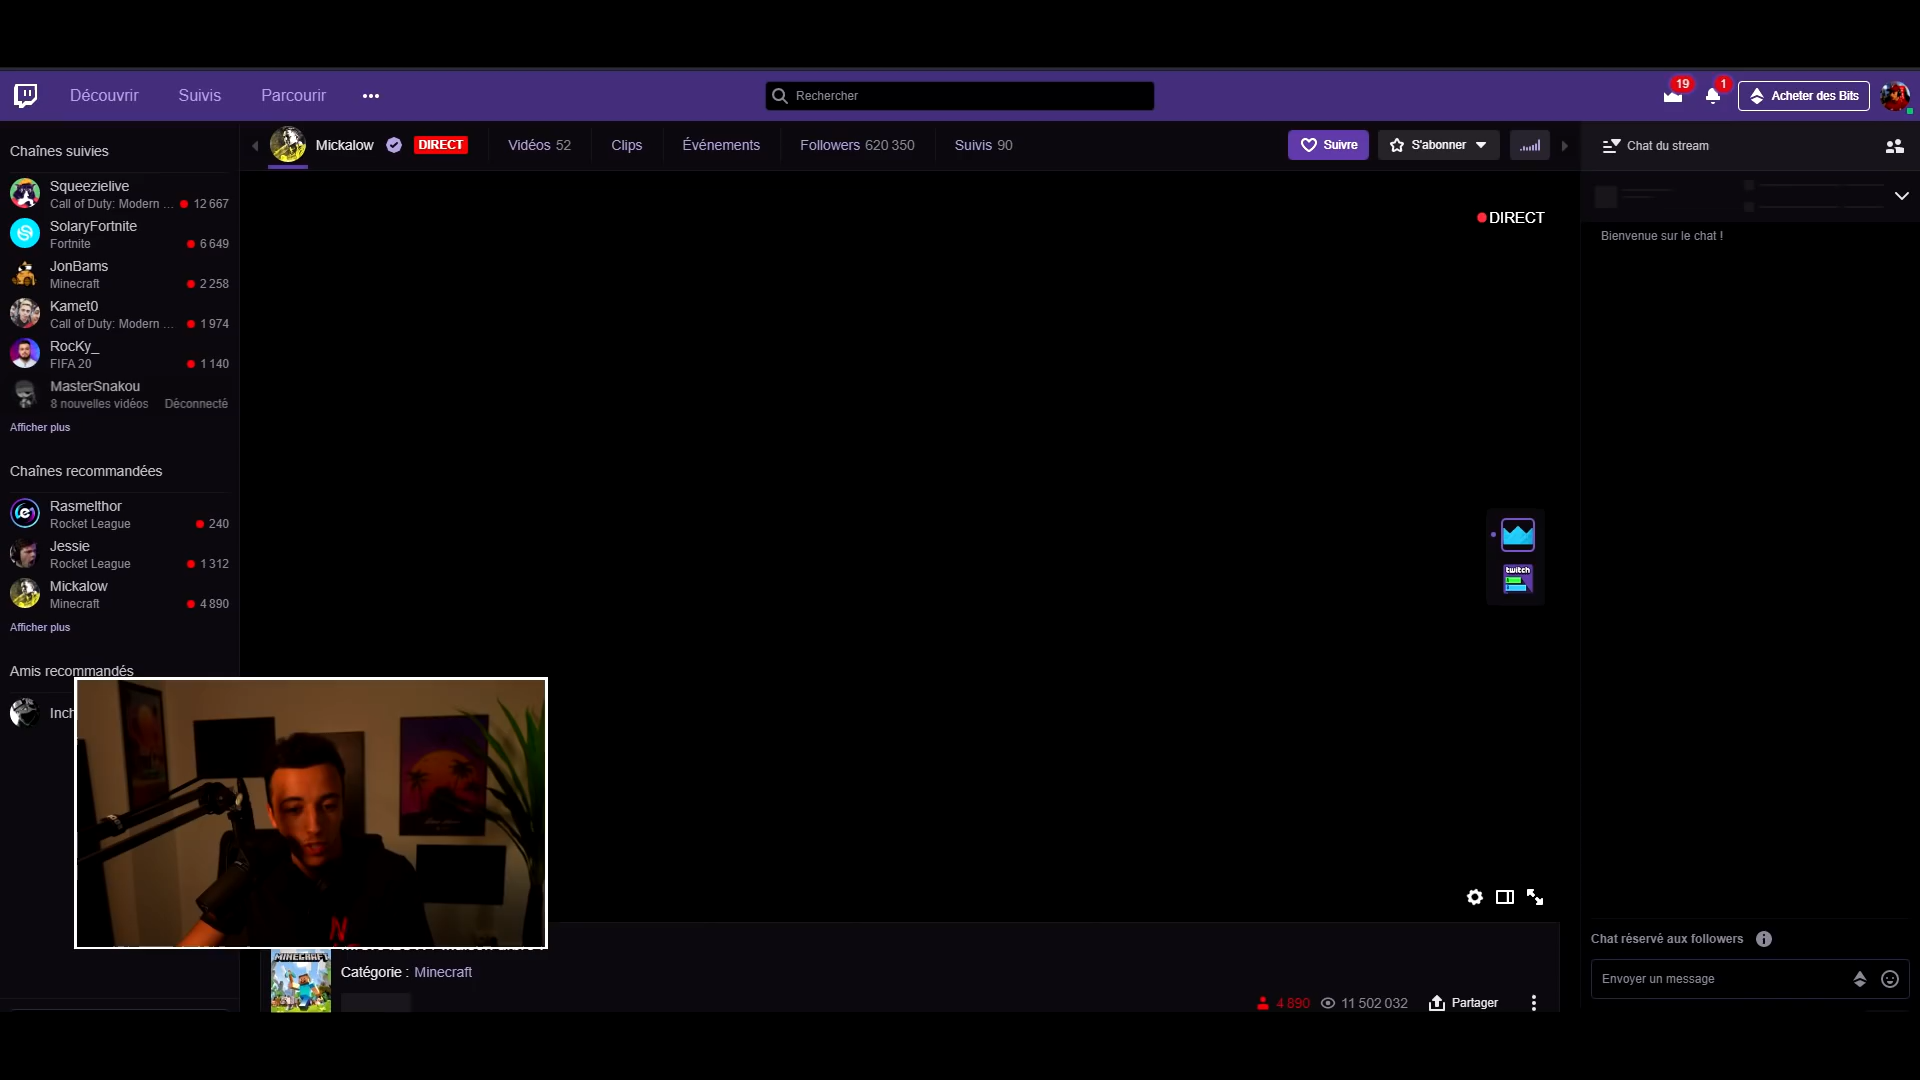 Découvrir
Suivis
Parcourir
Rechercher
19
1
Acheter des Bits
Chaînes suivies
Squeezielive
Call of Duty: Modern ... 12 667
SolaryFortnite
Fortnite 6 649
JonBams
Minecraft 2 258
Kamet0
Call of Duty: Modern ... 1 974
RocKy_
FIFA 20 1 140
MasterSnakou
8 nouvelles vidéos Déconnecté
Afficher plus
Chaînes recommandées
Rasmelthor
Rocket League 240
Jessie
Rocket League 1 312
Mickalow
Minecraft 4 890
Afficher plus
Amis recommandés
Inch
Mickalow
DIRECT
Vidéos 52
Clips
Événements
Followers 620 350
Suivis 90
Suivre
S'abonner
DIRECT
twitch
N
MINECRAFT
Catégorie : Minecraft
4 890
11 502 032
Partager
Chat du stream
Bienvenue sur le chat !
Chat réservé aux followers
Envoyer un message